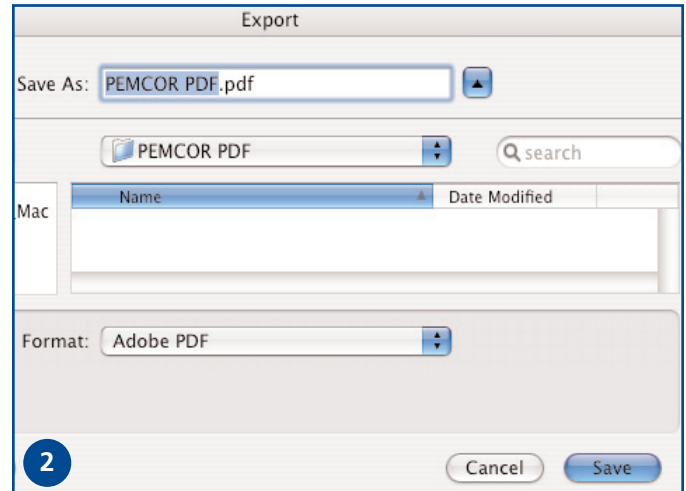 Export
Save As: PEMCOR PDF.pdf
PEMCOR PDF
search
Mac
Name Date Modified
Format: Adobe PDF
2
Cancel Save